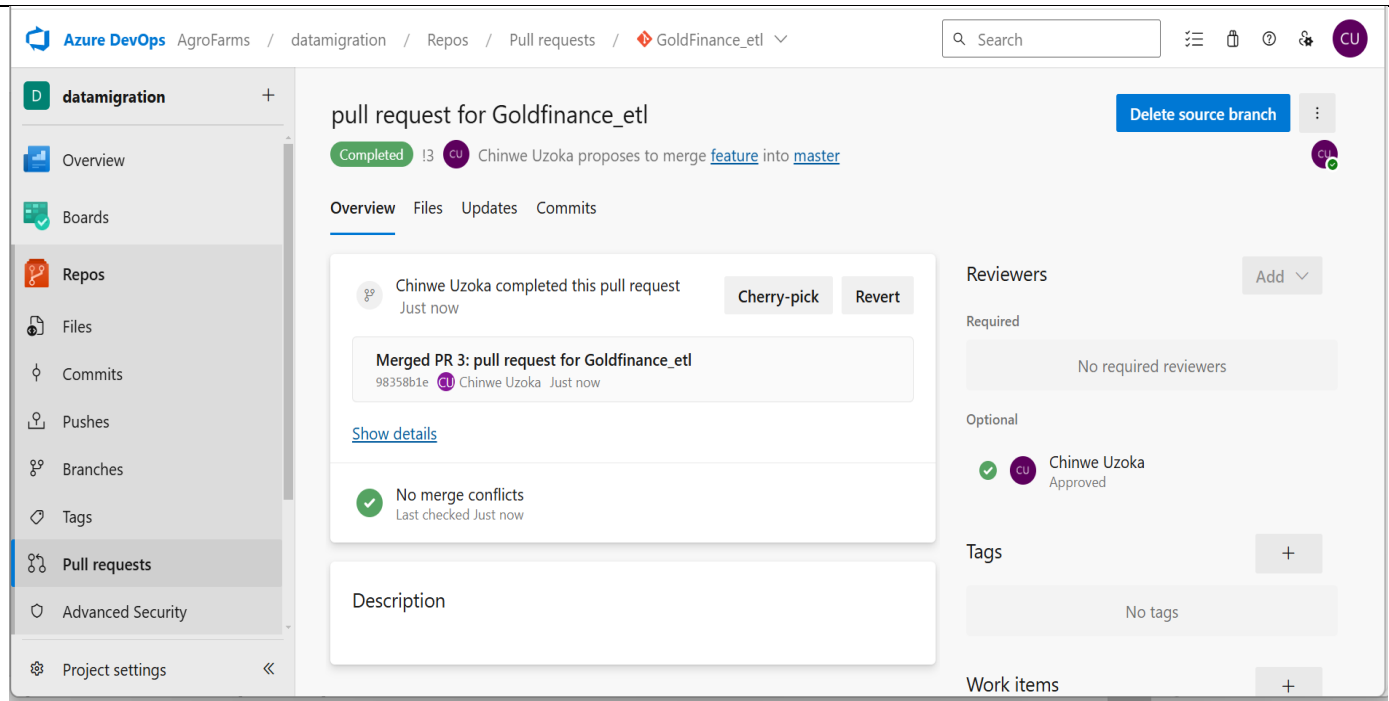 Azure DevOps AgroFarms / datamigration / Repos / Pull requests / GoldFinance_etl
Search
CU
D datamigration
Overview
Boards
Repos
Files
Commits
Pushes
Branches
Tags
Pull requests
Advanced Security
Project settings
pull request for Goldfinance_etl
Delete source branch
Completed !3 CU Chinwe Uzoka proposes to merge feature into master
CU
Overview Files Updates Commits
Chinwe Uzoka completed this pull request
Just now
Cherry-pick
Revert
Merged PR 3: pull request for Goldfinance_etl
98358b1e CU Chinwe Uzoka Just now
Show details
No merge conflicts
Last checked Just now
Description
Reviewers
Add
Required
No required reviewers
Optional
CU Chinwe Uzoka
Approved
Tags
No tags
Work items